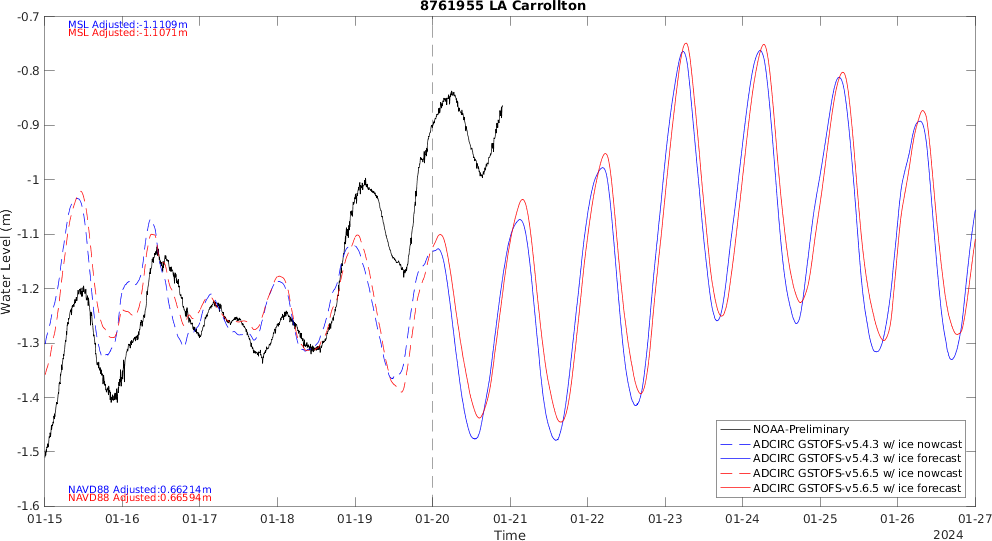 8761955 LA Carrollton
MSL Adjusted:-1.1109m
MSL Adjusted:-1.1071m
-0.7
-0.8
-0.9
-1
-1.1
-1.2
-1.3
-1.4
-1.5
-1.6
Water Level (m)
NOAA-Preliminary
ADCIRC GSTOFS-v5.4.3 w/ ice nowcast
ADCIRC GSTOFS-v5.4.3 w/ ice forecast
ADCIRC GSTOFS-v5.6.5 w/ ice nowcast
ADCIRC GSTOFS-v5.6.5 w/ ice forecast
NAVD88 Adjusted:0.66214m
NAVD88 Adjusted:0.66594m
01-15 01-16 01-17 01-18 01-19 01-20 01-21 01-22 01-23 01-24 01-25 01-26 01-27
Time
2024